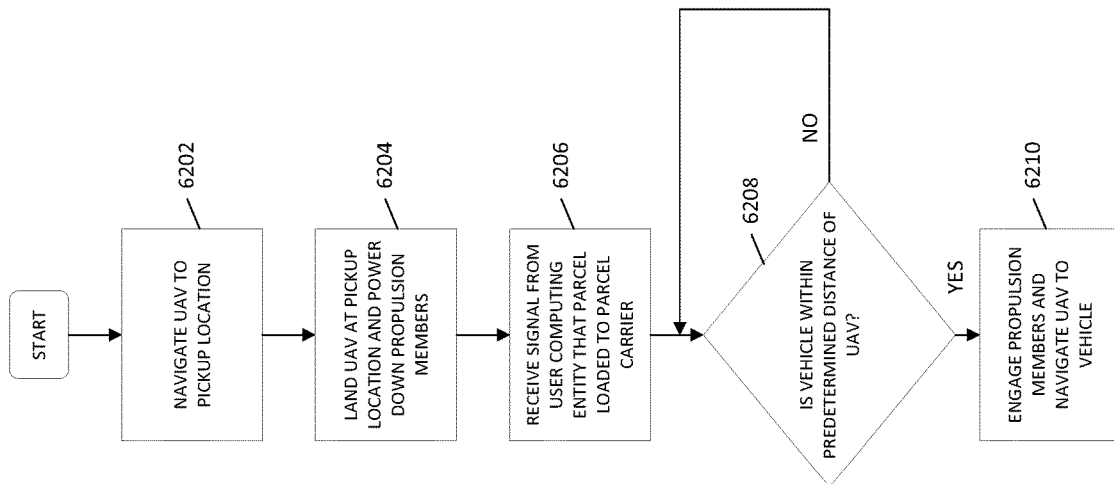 START
6202
NAVIGATE UAV TO
PICKUP LOCATION
6204
LAND UAV AT PICKUP
LOCATION AND POWER
DOWN PROPULSION
MEMBERS
6206
RECEIVE SIGNAL FROM
USER COMPUTING
ENTITY THAT PARCEL
LOADED TO PARCEL
CARRIER
6208
NO
IS VEHICLE WITHIN
PREDETERMINED DISTANCE OF
UAV?
YES
6210
ENGAGE PROPULSION
MEMBERS AND
NAVIGATE UAV TO
VEHICLE